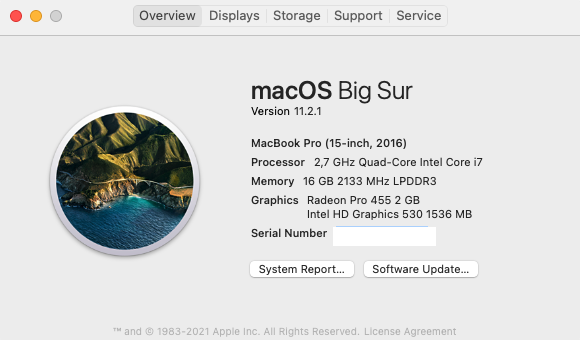 Overview Displays Storage Support Service
macOS Big Sur
Version 11.2.1
MacBook Pro (15-inch, 2016)
Processor 2,7 GHz Quad-Core Intel Core i7
Memory 16 GB 2133 MHz LPDDR3
Graphics Radeon Pro 455 2 GB
Intel HD Graphics 530 1536 MB
Serial Number
System Report... Software Update...
™ and © 1983-2021 Apple Inc. All Rights Reserved. License Agreement